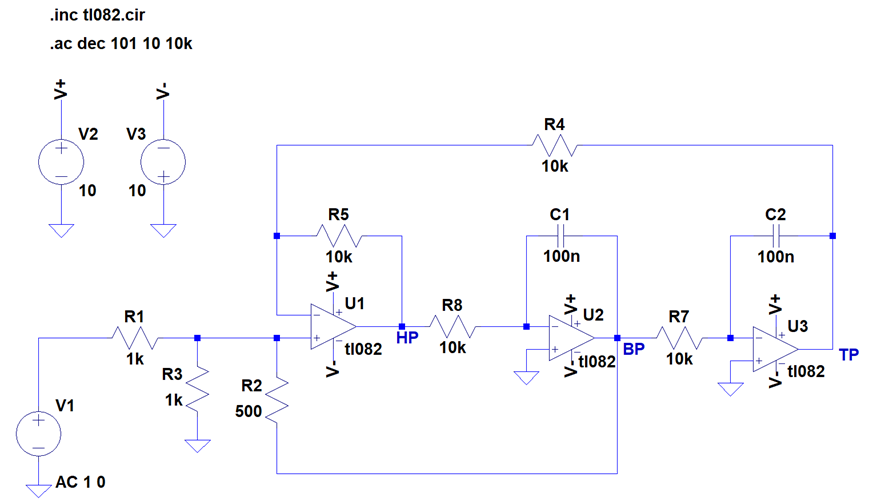 .inc tl082.cir
.ac dec 101 10 10k
V+
V-
V2
V3
10
10
R4
10k
R5
10k
C1
100n
C2
100n
V+
U1
R8
V+
U2
R7
V+
U3
R1
1k
tl082
HP
10k
tl082
BP
10k
tl082
TP
V-
V-
V-
R3
1k
R2
500
V1
AC 1 0
+
−
−
+
+
−
−
+
+
−
−
+
+
−
−
+
+
−
+
−